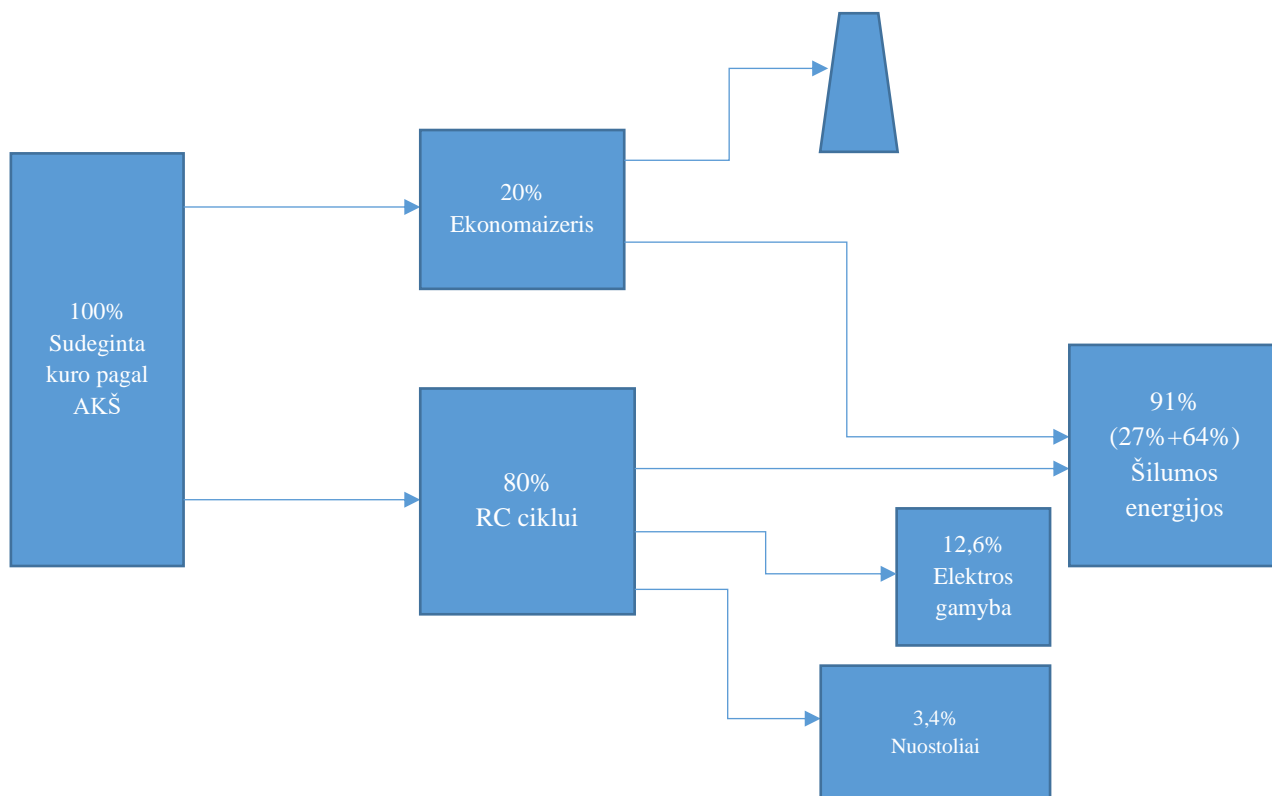 20%
Ekonomaizeris
100%
Sudeginta
kuro pagal
AKŠ
80%
RC ciklui
91%
(27%+64%)
Šilumos
energijos
12,6%
Elektros
gamyba
3,4%
Nuostoliai